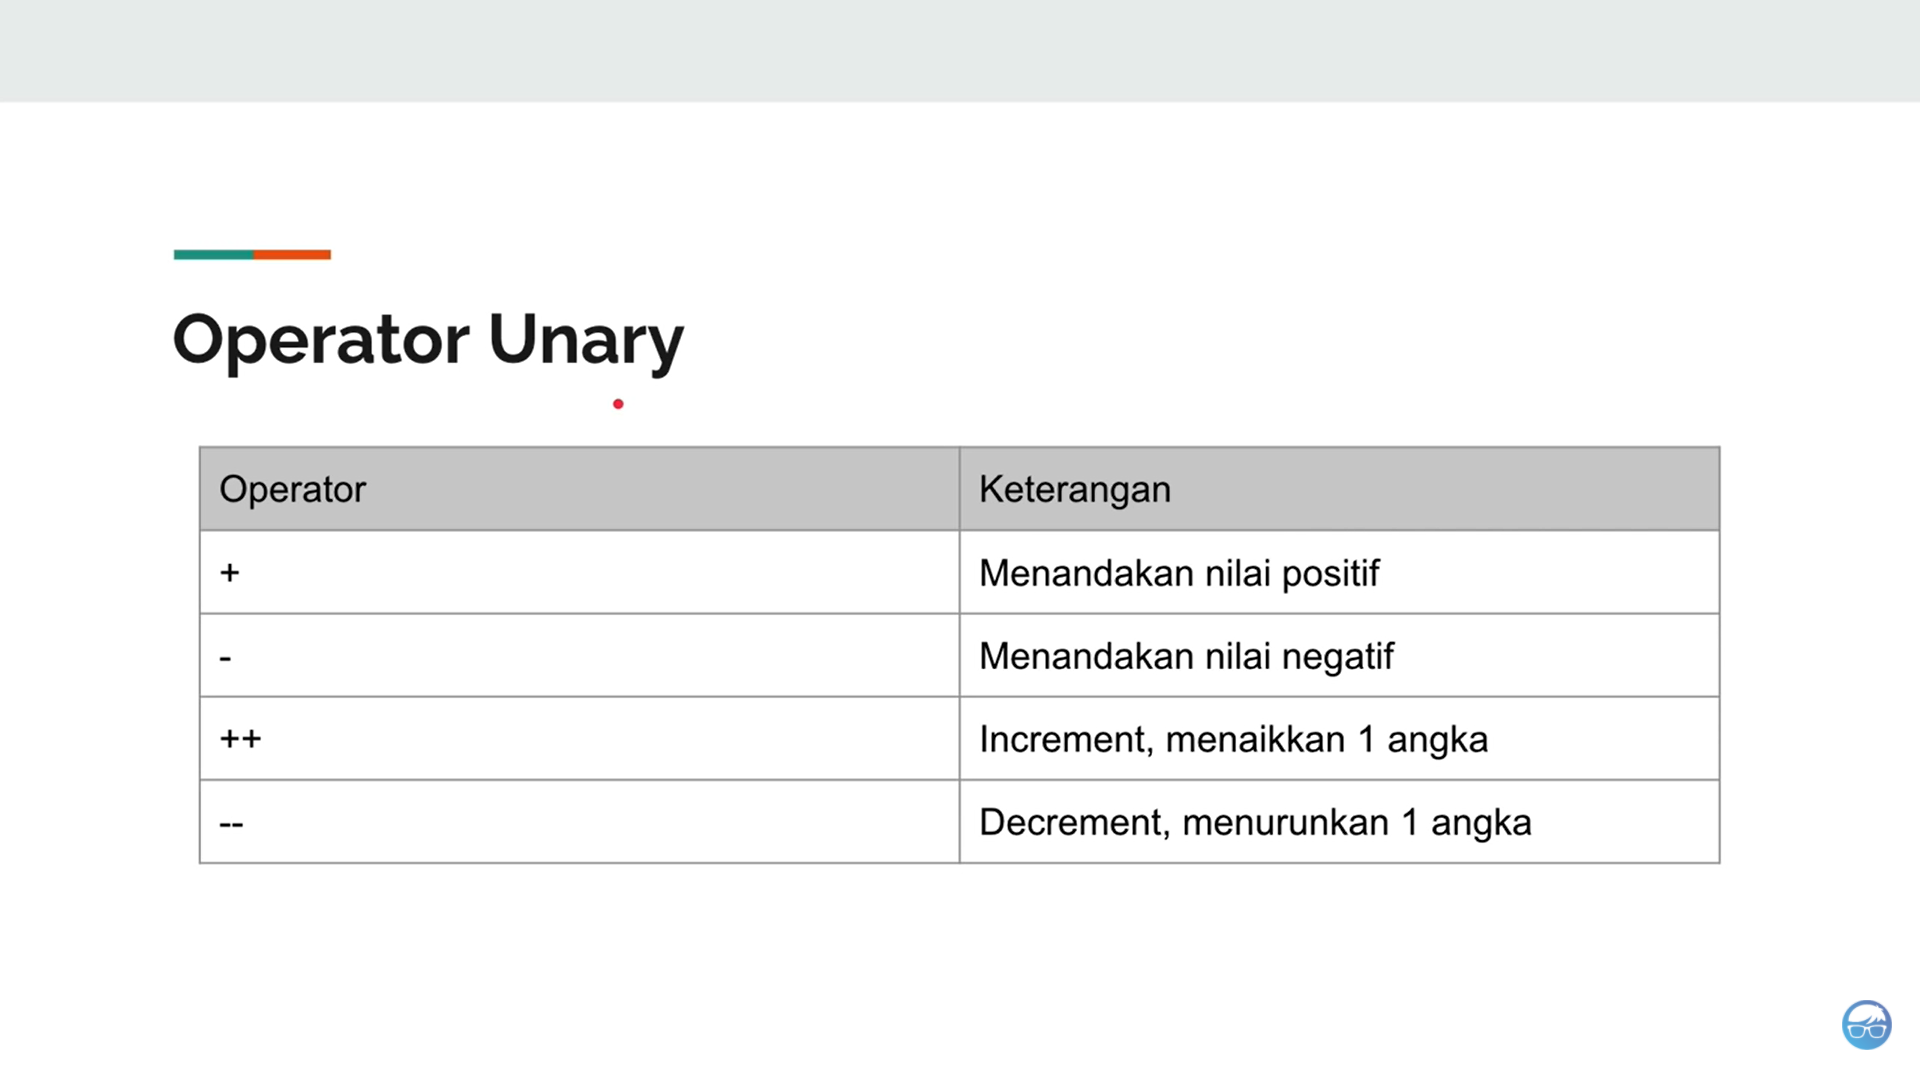 Operator Unary
Operator Keterangan
+ Menandakan nilai positif
- Menandakan nilai negatif
++ Increment, menaikkan 1 angka
-- Decrement, menurunkan 1 angka